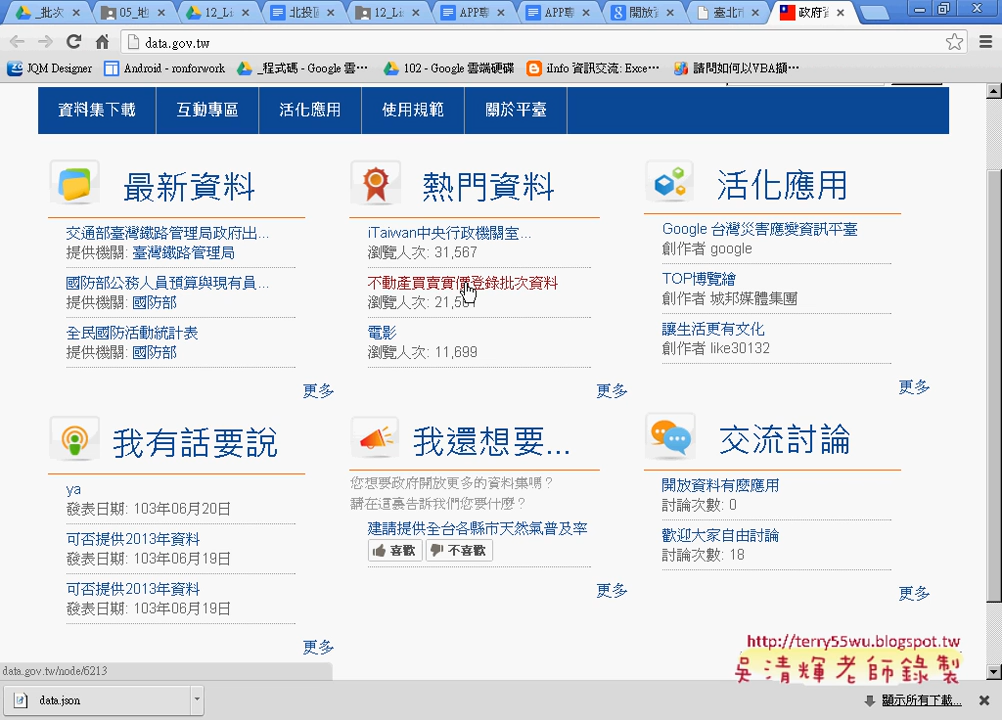 _批次
05_地
12_Li
北投區
12_Li
APP專
APP專
開放資
臺北市
政府資
data.gov.tw
JQM Designer
Android - ronforwork
_程式碼 - Google 雲…
102 - Google 雲端硬碟
iInfo 資訊交流: Exce…
請問如何以VBA擷…
資料集下載
互動專區
活化應用
使用規範
關於平臺
最新資料
交通部臺灣鐵路管理局政府出...
提供機關: 臺灣鐵路管理局
國防部公務人員預算與現有員...
提供機關: 國防部
全民國防活動統計表
提供機關: 國防部
更多
熱門資料
iTaiwan中央行政機關室...
瀏覽人次: 31,567
不動產買賣實價登錄批次資料
瀏覽人次: 21,5
電影
瀏覽人次: 11,699
更多
活化應用
Google 台灣災害應變資訊平臺
創作者 google
TOP博覽繪
創作者 城邦媒體集團
讓生活更有文化
創作者 like30132
更多
我有話要說
ya
發表日期: 103年06月20日
可否提供2013年資料
發表日期: 103年06月19日
可否提供2013年資料
發表日期: 103年06月19日
更多
我還想要...
您想要政府開放更多的資料集嗎？
請在這裏告訴我們您要什麼？
建請提供全台各縣市天然氣普及率
喜歡
不喜歡
更多
交流討論
開放資料有應應用
討論次數: 0
歡迎大家自由討論
討論次數: 18
更多
http://terry55wu.blogspot.tw
吳清輝老師錄製
data.gov.tw/node/6213
data.json
顯示所有下載...